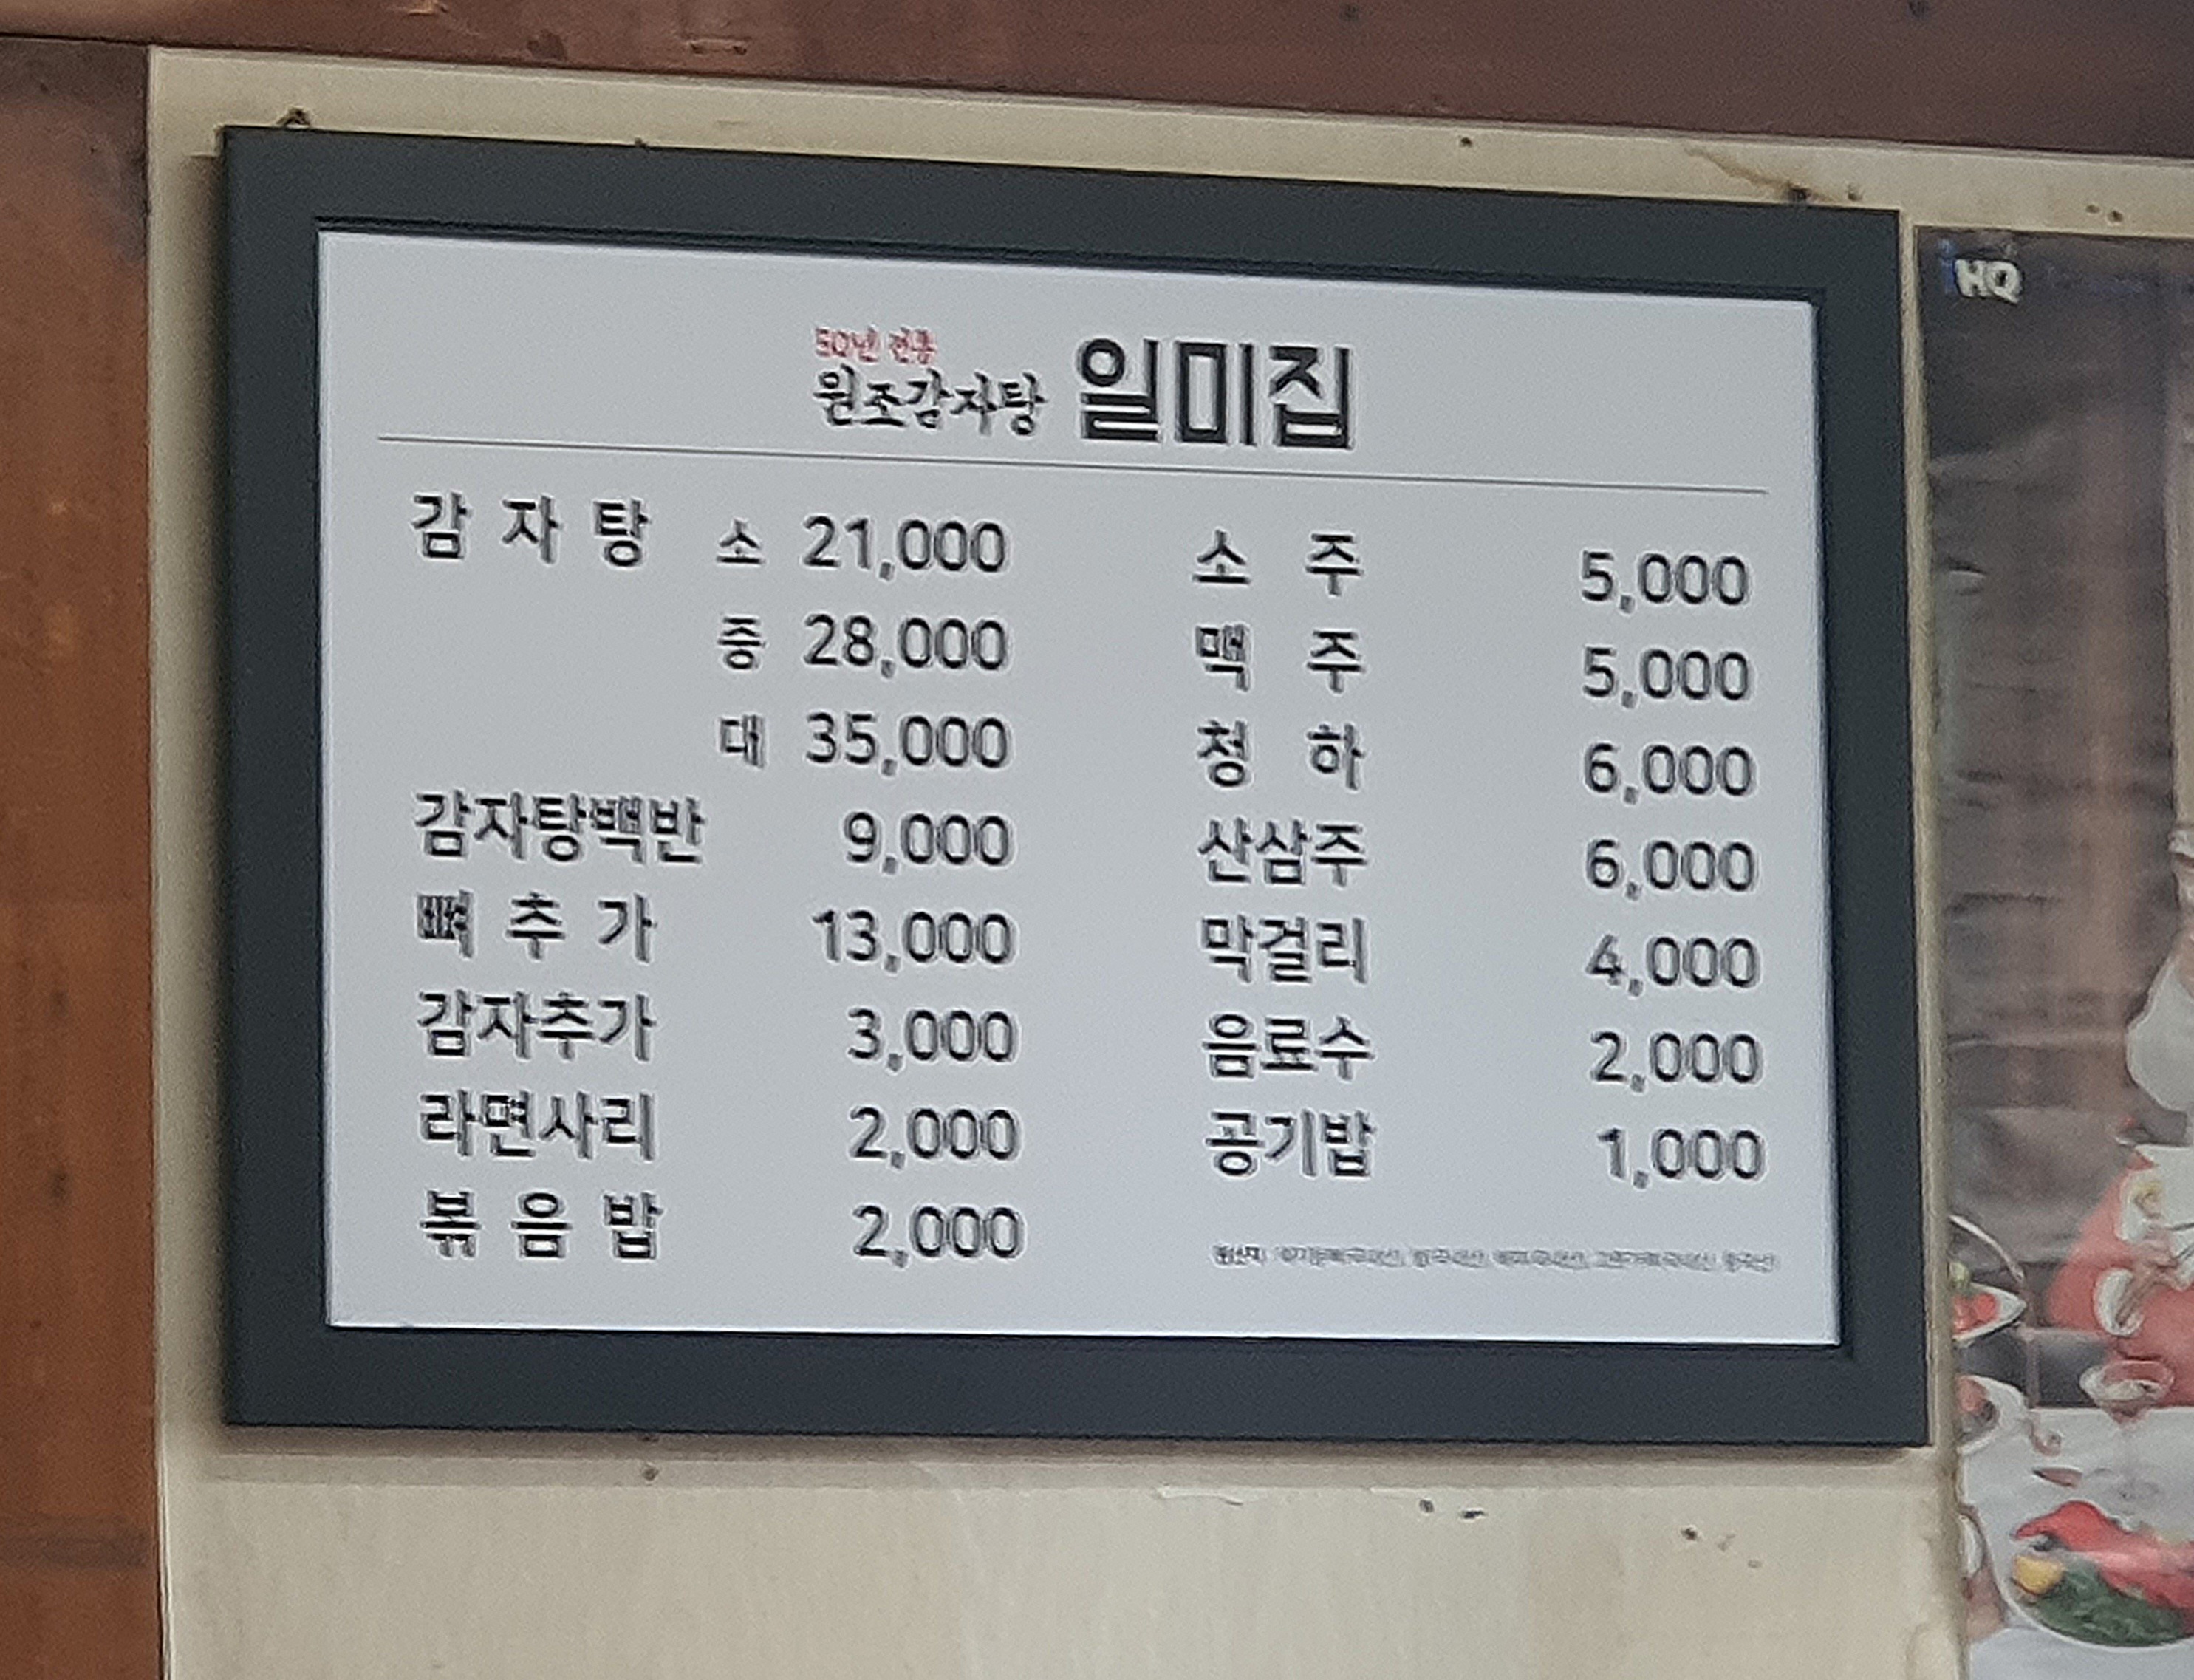 50년 전통
원조감자탕 일미집
감자탕 소 21,000
중 28,000
대 35,000
감자탕백반 9,000
뼈추가 13,000
감자추가 3,000
라면사리 2,000
볶음밥 2,000
소주 5,000
맥주 5,000
청하 6,000
산삼주 6,000
막걸리 4,000
음료수 2,000
공기밥 1,000
원산지
HQ